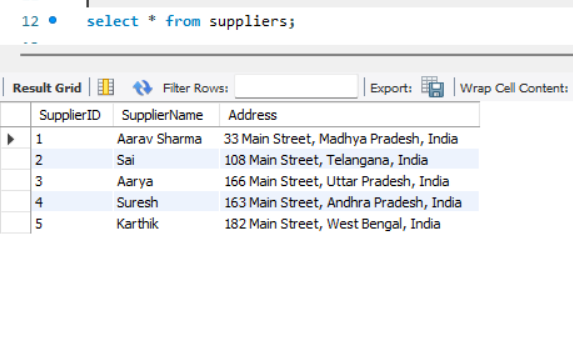 12 select * from suppliers;
Result Grid Filter Rows: Export: Wrap Cell Content:
SupplierID SupplierName Address
1 Aarav Sharma 33 Main Street, Madhya Pradesh, India
2 Sai 108 Main Street, Telangana, India
3 Aarya 166 Main Street, Uttar Pradesh, India
4 Suresh 163 Main Street, Andhra Pradesh, India
5 Karthik 182 Main Street, West Bengal, India